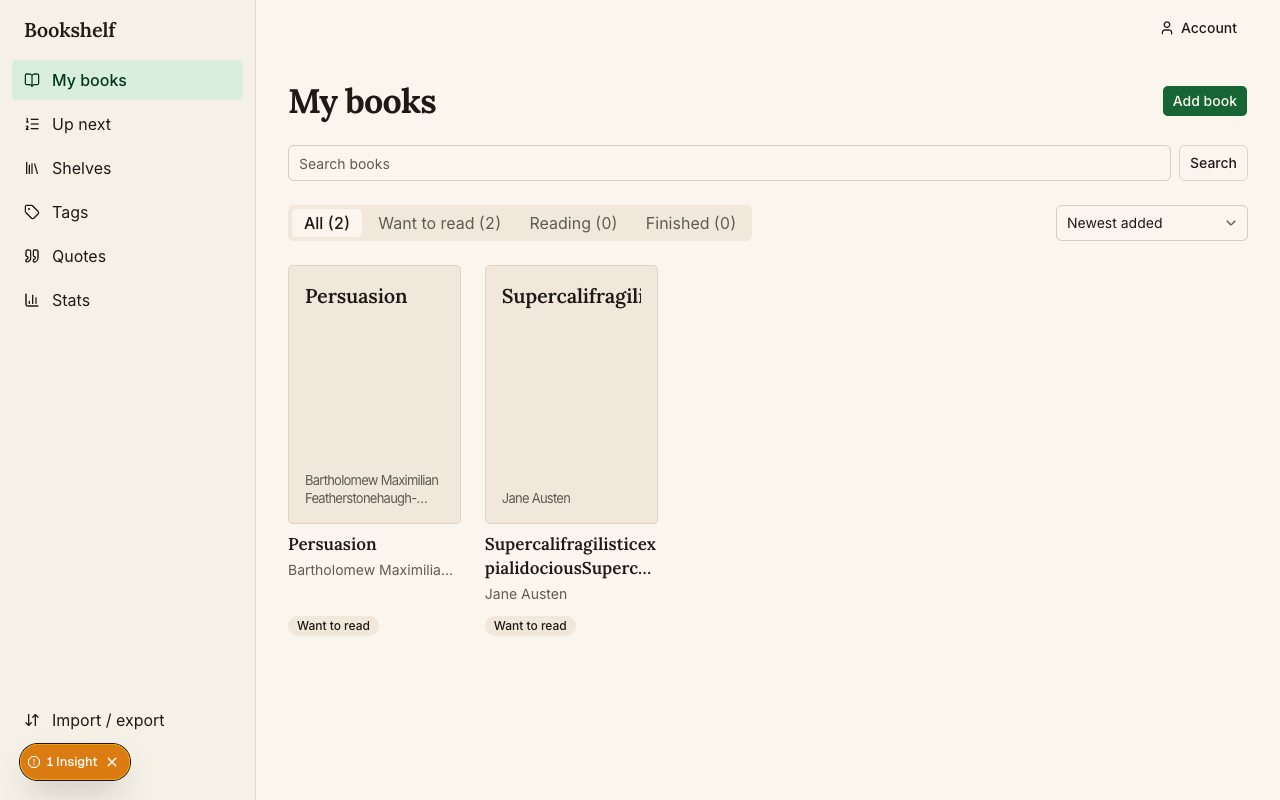 Bookshelf
My books
Up next
Shelves
Tags
Quotes
Stats
Import / export
1 Insight
Account
My books
Add book
Search books
Search
All (2)
Want to read (2)
Reading (0)
Finished (0)
Newest added
Persuasion
Bartholomew Maximilian
Featherstonehaugh-...
Persuasion
Bartholomew Maximilia...
Want to read
Supercalifragili
Jane Austen
Supercalifragilisticex
pialidociousSuperc...
Jane Austen
Want to read